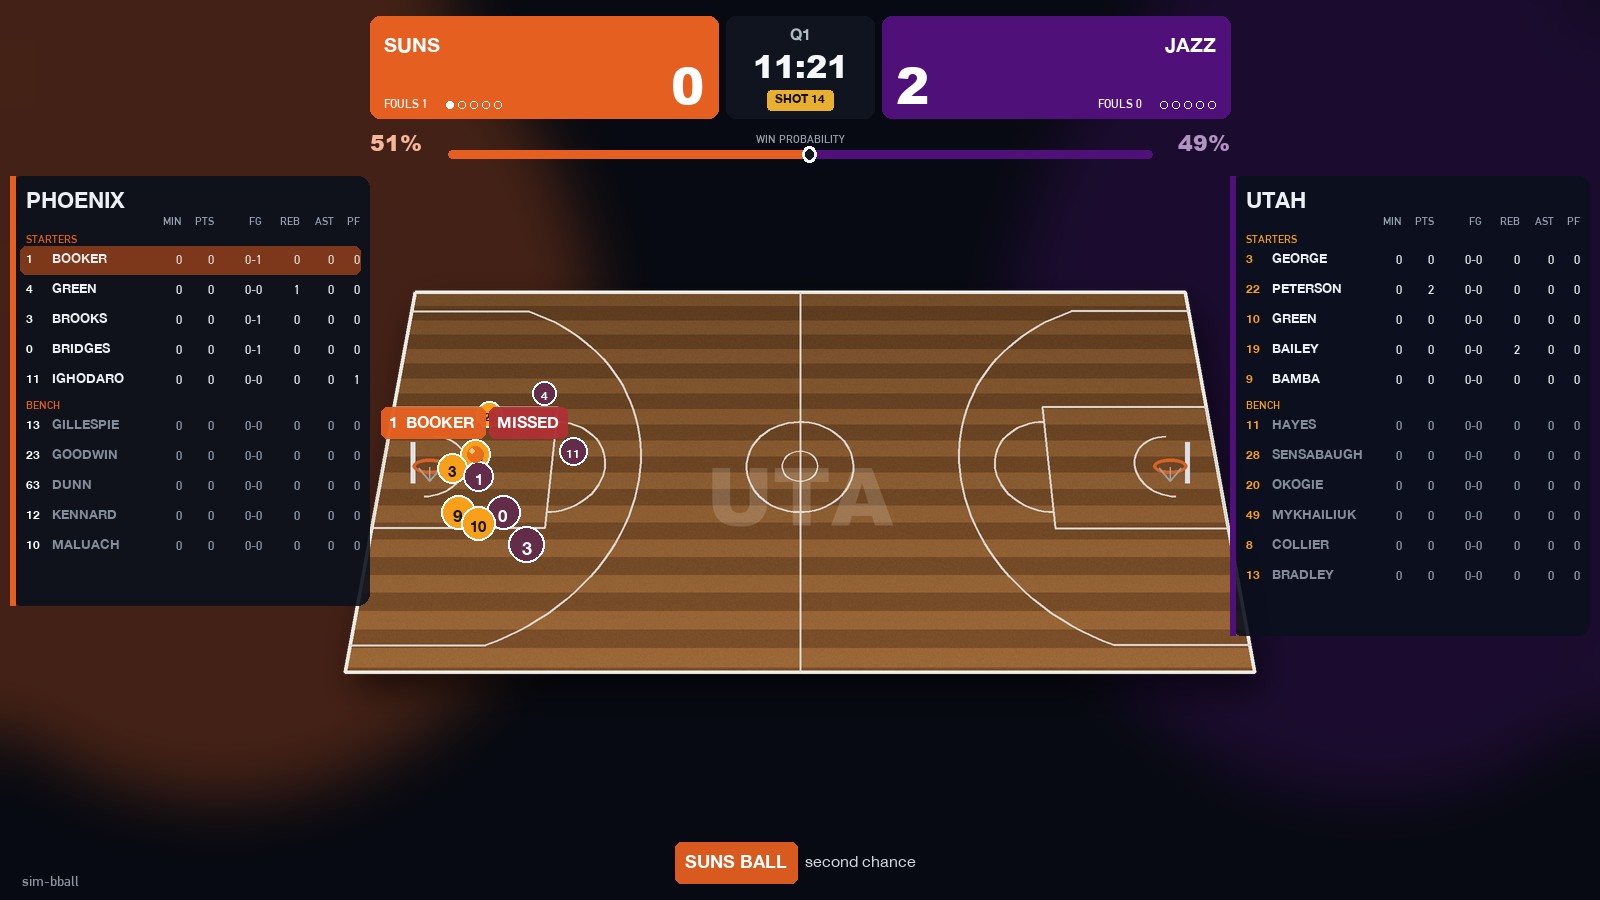 SUNS
0
FOULS 1
Q1
11:21
SHOT 14
JAZZ
2
FOULS 0
51%
WIN PROBABILITY
49%
PHOENIX
MIN PTS FG REB AST PF
STARTERS
1 BOOKER 0 0 0-1 0 0 0
4 GREEN 0 0 0-0 1 0 0
3 BROOKS 0 0 0-1 0 0 0
0 BRIDGES 0 0 0-1 0 0 0
11 IGHODARO 0 0 0-0 0 0 1
BENCH
13 GILLESPIE 0 0 0-0 0 0 0
23 GOODWIN 0 0 0-0 0 0 0
63 DUNN 0 0 0-0 0 0 0
12 KENNARD 0 0 0-0 0 0 0
10 MALUACH 0 0 0-0 0 0 0
UTAH
MIN PTS FG REB AST PF
STARTERS
3 GEORGE 0 0 0-0 0 0 0
22 PETERSON 0 2 0-0 0 0 0
10 GREEN 0 0 0-0 0 0 0
19 BAILEY 0 0 0-0 2 0 0
9 BAMBA 0 0 0-0 0 0 0
BENCH
11 HAYES 0 0 0-0 0 0 0
28 SENSABAUGH 0 0 0-0 0 0 0
20 OKOGIE 0 0 0-0 0 0 0
49 MYKHAILIUK 0 0 0-0 0 0 0
8 COLLIER 0 0 0-0 0 0 0
13 BRADLEY 0 0 0-0 0 0 0
4
1 BOOKER MISSED
11
3
1
9
10
0
3
UTA
SUNS BALL second chance
sim-bball